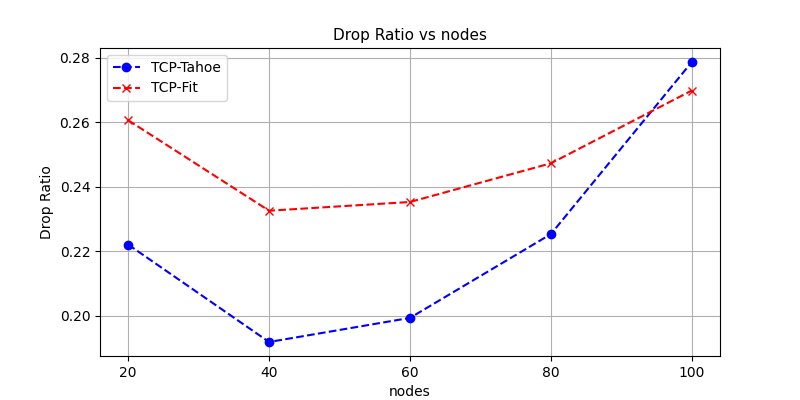 Drop Ratio vs nodes
TCP-Tahoe
TCP-Fit
Drop Ratio
0.28
0.26
0.24
0.22
0.20
20 40 60 80 100
nodes